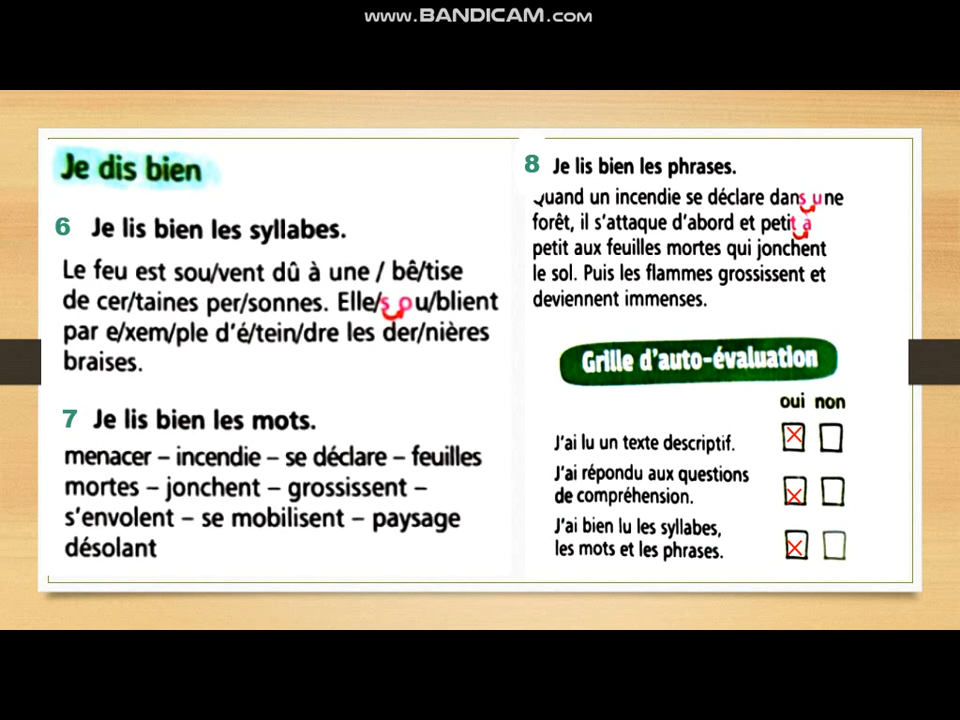 www.BANDICAM.com
Je dis bien
6 Je lis bien les syllabes.
Le feu est sou/vent dû à une / bê/tise
de cer/taines per/sonnes. Elle/s ou/blient
par e/xem/ple d'é/tein/dre les der/nières
braises.
7 Je lis bien les mots.
menacer – incendie – se déclare – feuilles
mortes – jonchent – grossissent –
s'envolent – se mobilisent – paysage
désolant
8 Je lis bien les phrases.
Quand un incendie se déclare dans une
forêt, il s'attaque d'abord et petit à
petit aux feuilles mortes qui jonchent
le sol. Puis les flammes grossissent et
deviennent immenses.
Grille d'auto-évaluation
oui non
J'ai lu un texte descriptif.
J'ai répondu aux questions
de compréhension.
J'ai bien lu les syllabes,
les mots et les phrases.